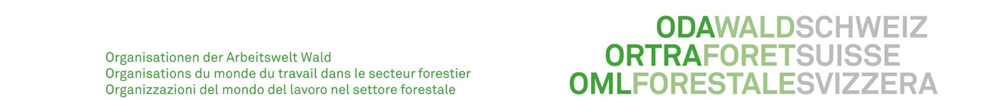 Organisationen der Arbeitswelt Wald
Organisations du monde du travail dans le secteur forestier
Organizzazioni del mondo del lavoro nel settore forestale
ODAWALDSCHWEIZ
ORTRAFORETSUISSE
OMLFORESTALESVIZZERA